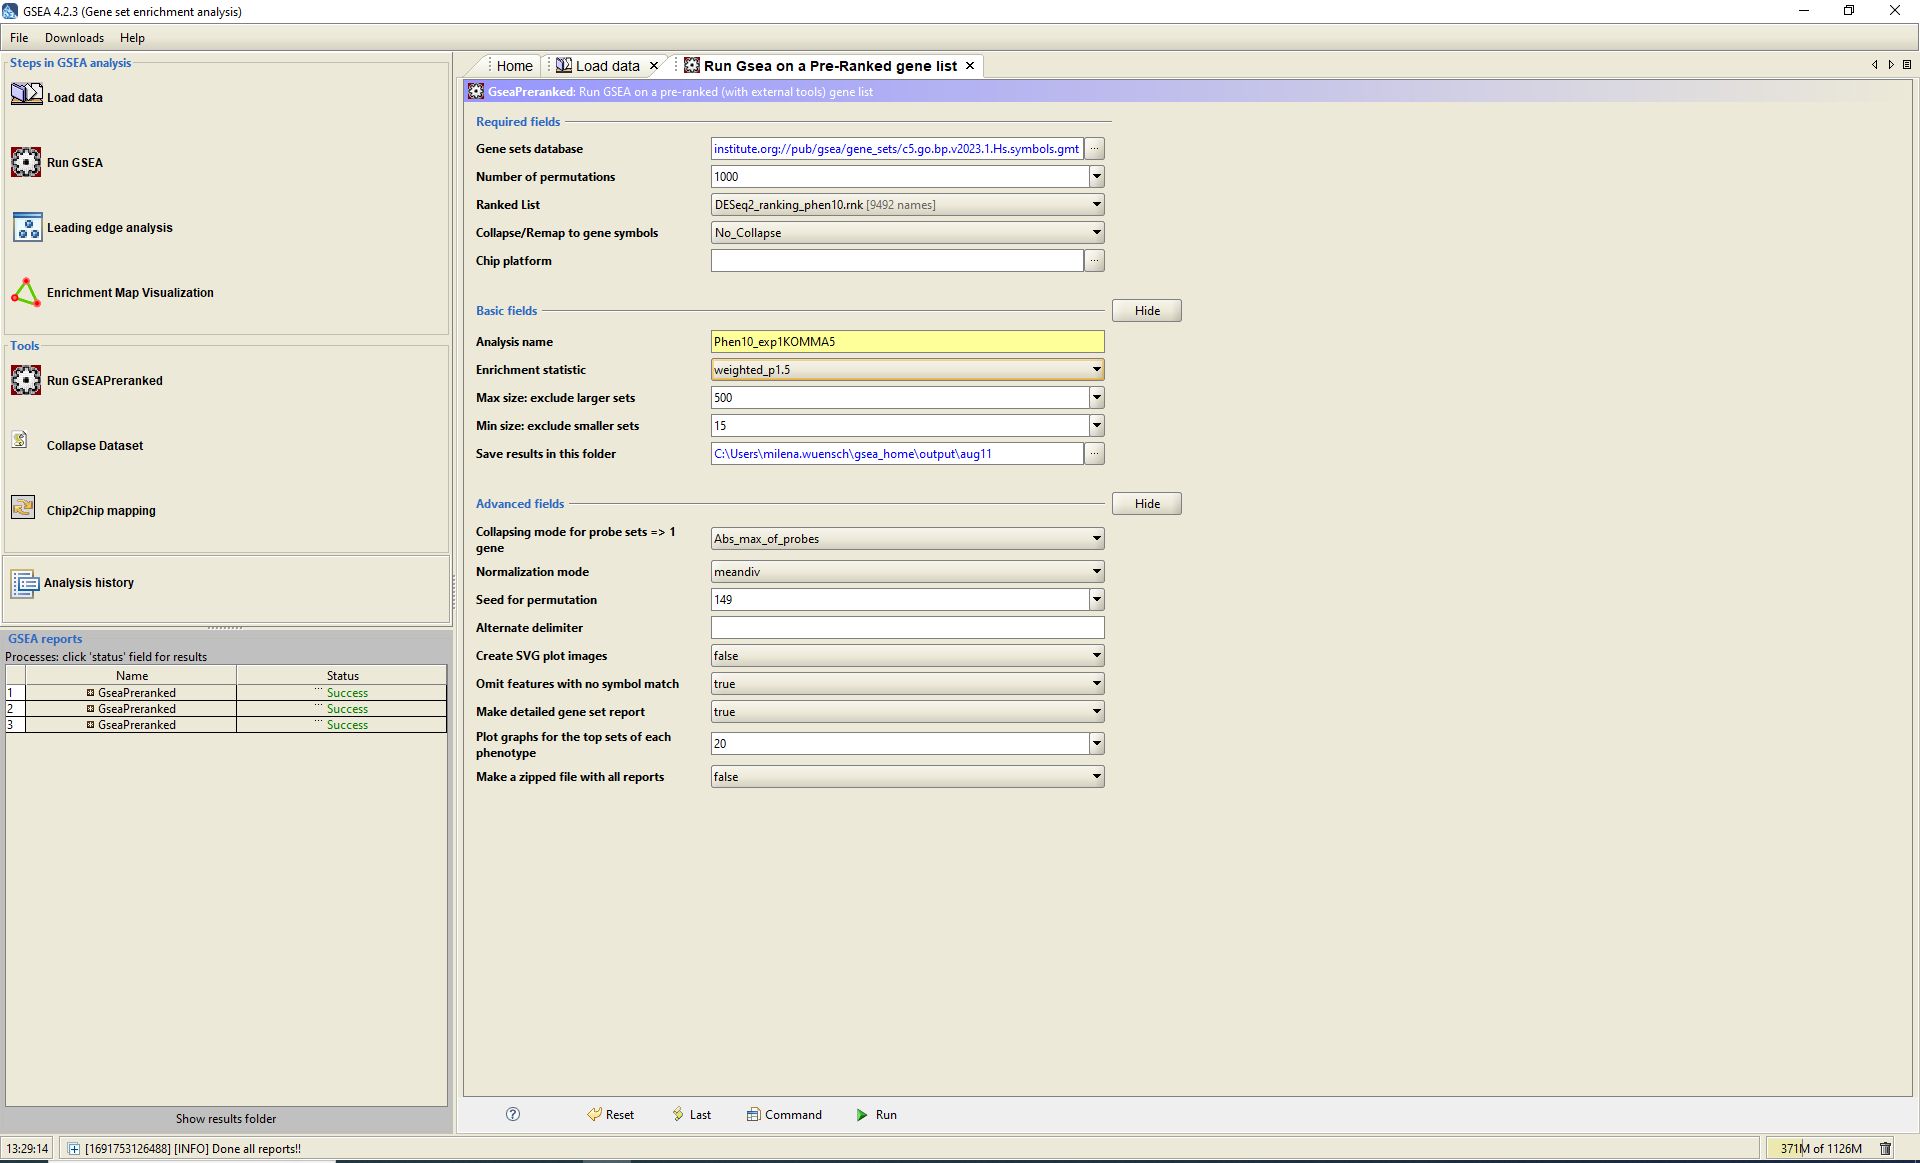 GSEA 4.2.3 (Gene set enrichment analysis)
File Downloads Help
Steps in GSEA analysis
Load data
Run GSEA
Leading edge analysis
Enrichment Map Visualization
Tools
Run GSEAPreranked
Collapse Dataset
Chip2Chip mapping
Analysis history
GSEA reports
Processes: click 'status' field for results
Name Status
1 GseaPreranked ... Success
2 GseaPreranked ... Success
3 GseaPreranked ... Success
Show results folder
Home Load data Run Gsea on a Pre-Ranked gene list
GseaPreranked: Run GSEA on a pre-ranked (with external tools) gene list
Required fields
Gene sets database institute.org://pub/gsea/gene_sets/c5.go.bp.v2023.1.Hs.symbols.gmt ...
Number of permutations 1000
Ranked List DESeq2_ranking_phen10.rnk [9492 names]
Collapse/Remap to gene symbols No_Collapse
Chip platform ...
Basic fields Hide
Analysis name Phen10_exp1KOMMA5
Enrichment statistic weighted_p1.5
Max size: exclude larger sets 500
Min size: exclude smaller sets 15
Save results in this folder C:\Users\milena.wuensch\gsea_home\output\aug11 ...
Advanced fields Hide
Collapsing mode for probe sets => 1
gene Abs_max_of_probes
Normalization mode meandiv
Seed for permutation 149
Alternate delimiter
Create SVG plot images false
Omit features with no symbol match true
Make detailed gene set report true
Plot graphs for the top sets of each
phenotype 20
Make a zipped file with all reports false
? Reset Last Command Run
13:29:14 [1691753126488] [INFO] Done all reports!! 371M of 1126M